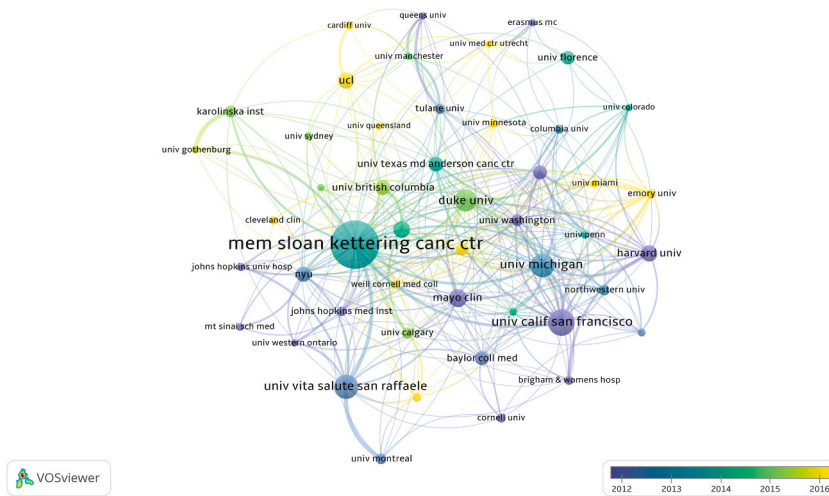 queens univ
cardiff univ
erasmus mc
univ med ctr utrecht
univ manchester
univ florence
ucl
karolinska inst
tulane univ
univ colorado
univ queensland
univ minnesota
columbia univ
univ sydney
univ gothenburg
univ texas md anderson canc ctr
univ british columbia
univ miami
emory univ
duke univ
cleveland clin
univ washington
univ penn
mem sloan kettering canc ctr
harvard univ
johns hopkins univ hosp
nyu
univ michigan
weill cornell med coll
northwestern univ
mayo clin
johns hopkins med inst
mt sinai sch med
univ calif san francisco
univ calgary
univ western ontario
baylor coll med
univ vita salute san raffaele
brigham & womens hosp
cornell univ
univ montreal
VOSviewer
2012 2013 2014 2015 2016